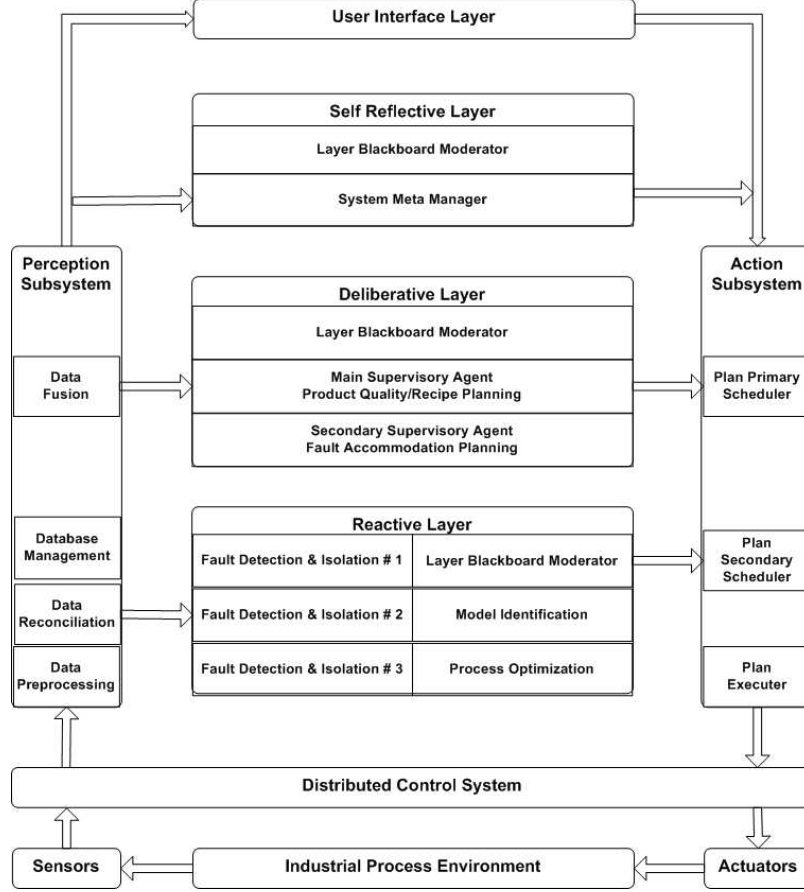 User Interface Layer
Self Reflective Layer
Layer Blackboard Moderator
System Meta Manager
Perception
Subsystem
Data
Fusion
Database
Management
Data
Reconciliation
Data
Preprocessing
Deliberative Layer
Layer Blackboard Moderator
Main Supervisory Agent
Product Quality/Recipe Planning
Secondary Supervisory Agent
Fault Accommodation Planning
Reactive Layer
Fault Detection & Isolation # 1
Layer Blackboard Moderator
Fault Detection & Isolation # 2
Model Identification
Fault Detection & Isolation # 3
Process Optimization
Action
Subsystem
Plan Primary
Scheduler
Plan
Secondary
Scheduler
Plan
Executer
Distributed Control System
Sensors
Industrial Process Environment
Actuators